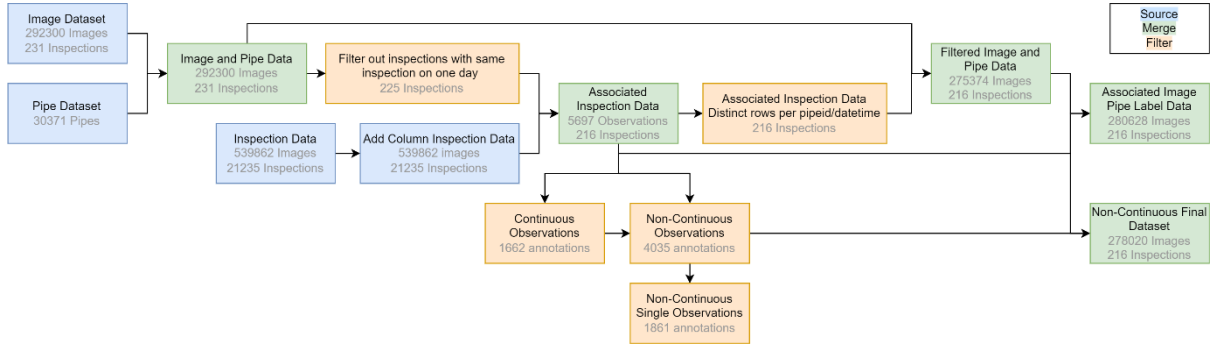 Image Dataset
292300 Images
231 Inspections
Pipe Dataset
30371 Pipes
Image and Pipe Data
292300 Images
231 Inspections
Filter out inspections with same
inspection on one day
225 Inspections
Inspection Data
539862 Images
21235 Inspections
Add Column Inspection Data
539862 images
21235 Inspections
Associated
Inspection Data
5697 Observations
216 Inspections
Associated Inspection Data
Distinct rows per pipeid/datetime
216 Inspections
Continuous
Observations
1662 annotations
Non-Continuous
Observations
4035 annotations
Non-Continuous
Single Observations
1861 annotations
Filtered Image and
Pipe Data
275374 Images
216 Inspections
Source
Merge
Filter
Associated Image
Pipe Label Data
280628 Images
216 Inspections
Non-Continuous Final
Dataset
278020 Images
216 Inspections